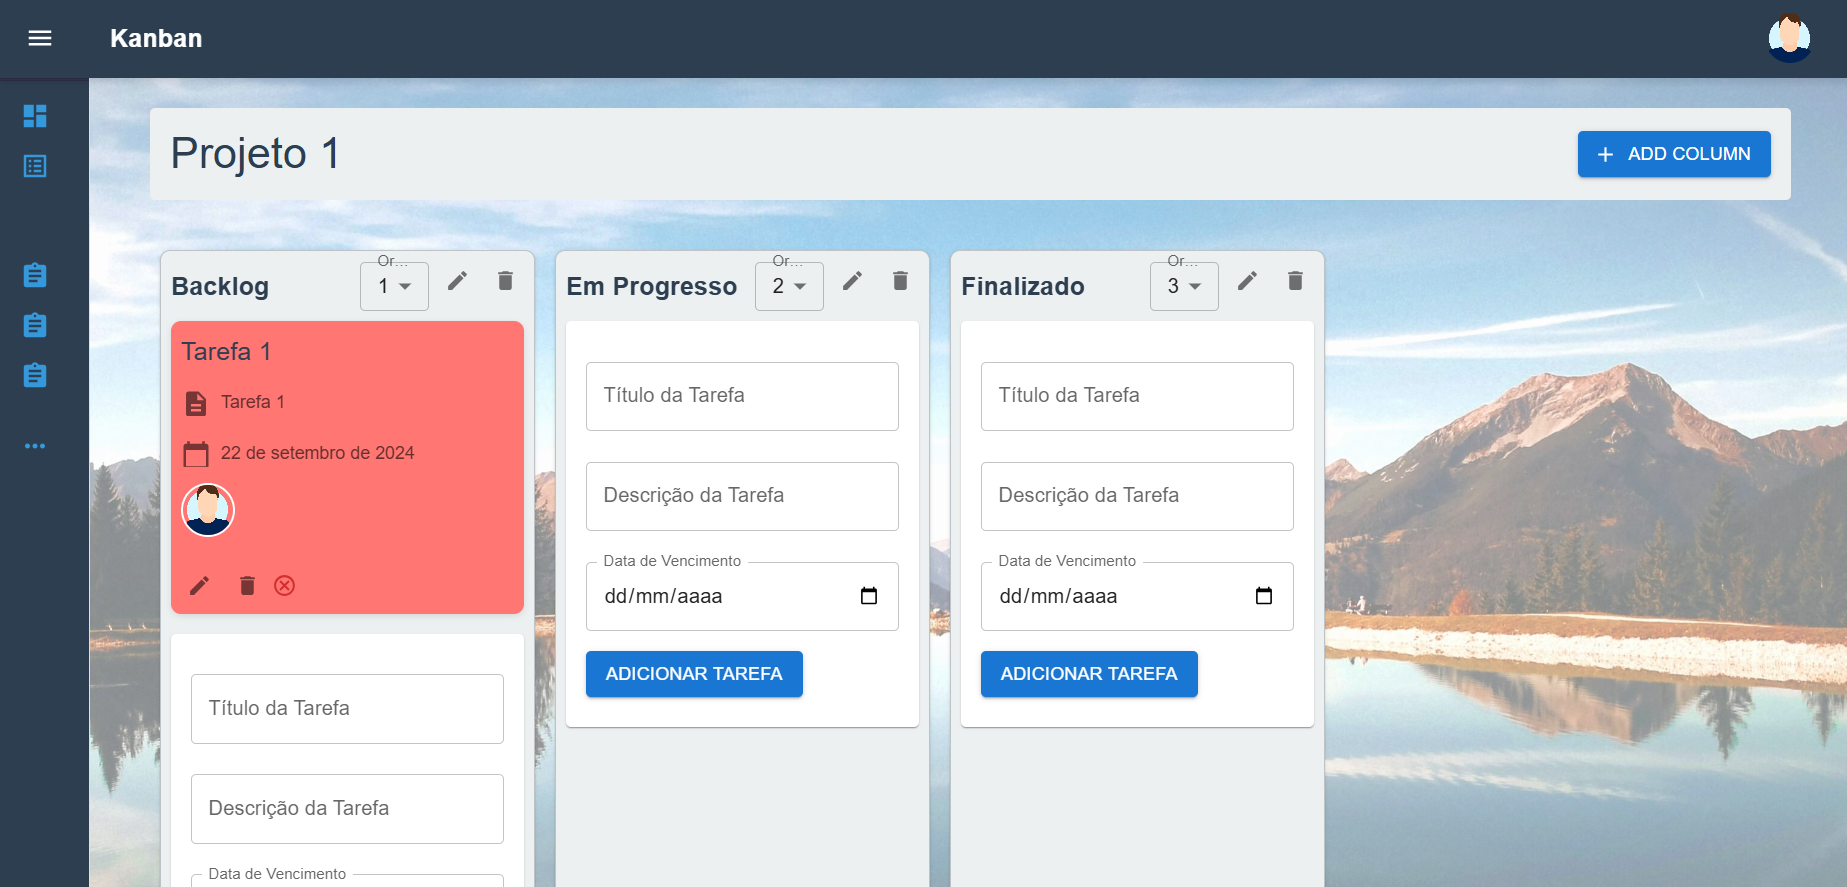 Kanban
Projeto 1
ADD COLUMN
Backlog
Or...
1
Tarefa 1
Tarefa 1
22 de setembro de 2024
Título da Tarefa
Descrição da Tarefa
Data de Vencimento
Em Progresso
Or...
2
Título da Tarefa
Descrição da Tarefa
Data de Vencimento
dd/mm/aaaa
ADICIONAR TAREFA
Finalizado
Or...
3
Título da Tarefa
Descrição da Tarefa
Data de Vencimento
dd/mm/aaaa
ADICIONAR TAREFA